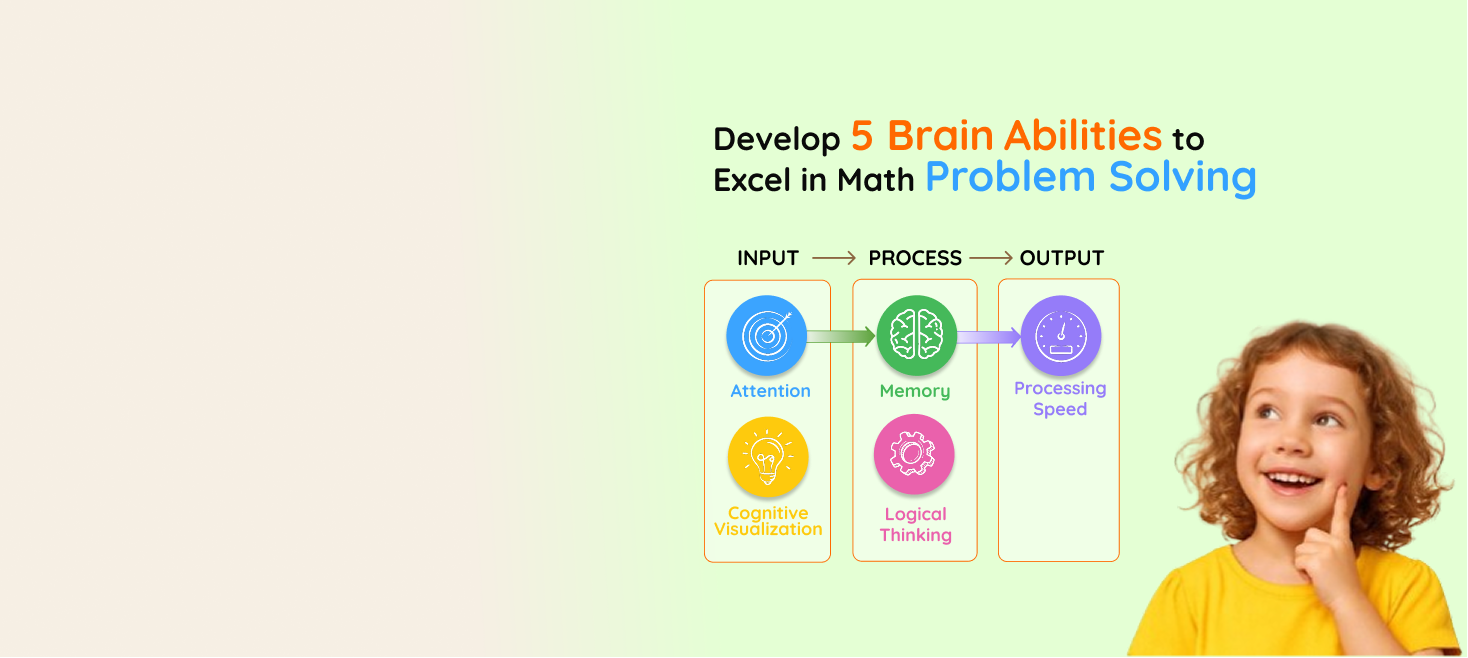 Develop 5 Brain Abilities to
Excel in Math Problem Solving
INPUT PROCESS OUTPUT
Attention
Memory
Processing
Speed
Cognitive
Visualization
Logical
Thinking